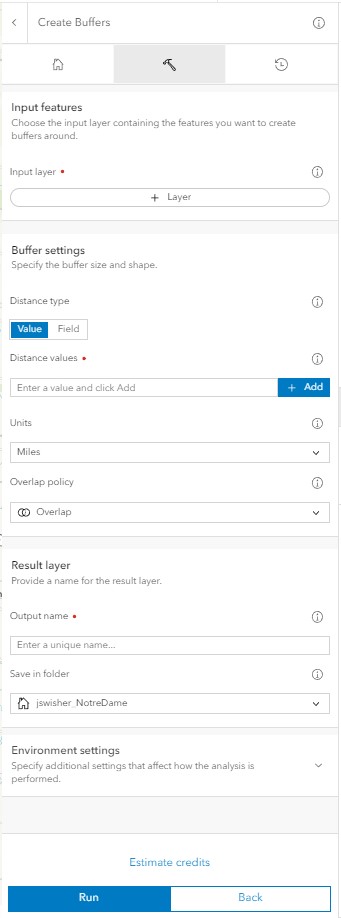 Create Buffers
Input features
Choose the input layer containing the features you want to create
buffers around.
Input layer
+ Layer
Buffer settings
Specify the buffer size and shape.
Distance type
Value Field
Distance values
Enter a value and click Add + Add
Units
Miles
Overlap policy
Overlap
Result layer
Provide a name for the result layer.
Output name
Enter a unique name...
Save in folder
jswisher_NotreDame
Environment settings
Specify additional settings that affect how the analysis is
performed.
Estimate credits
Run Back